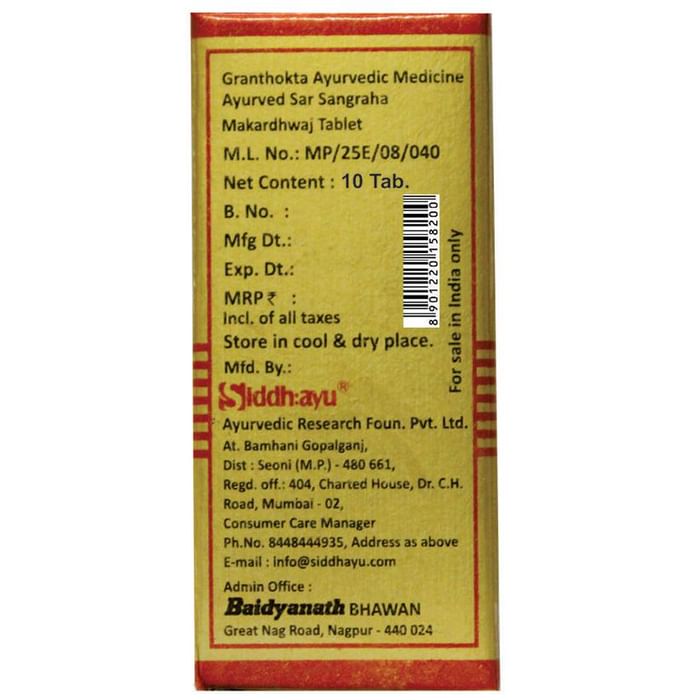 Granthokta Ayurvedic Medicine
Ayurved Sar Sangraha
Makardhwaj Tablet
M.L. No.: MP/25E/08/040
Net Content : 10 Tab.
B. No. :
Mfg Dt.:
Exp. Dt.:
MRP ₹ :
Incl. of all taxes
Store in cool & dry place.
Mfd. By.:
Siddhayu®
Ayurvedic Research Foun. Pvt. Ltd.
At. Bamhani Gopalganj,
Dist : Seoni (M.P.) - 480 661,
Regd. off.: 404, Charted House, Dr. C.H.
Road, Mumbai - 02,
Consumer Care Manager
Ph.No. 8448444935, Address as above
E-mail : info@siddhayu.com
Admin Office :
Baidyanath BHAWAN
Great Nag Road, Nagpur - 440 024
8 901220 158200
For sale in India only